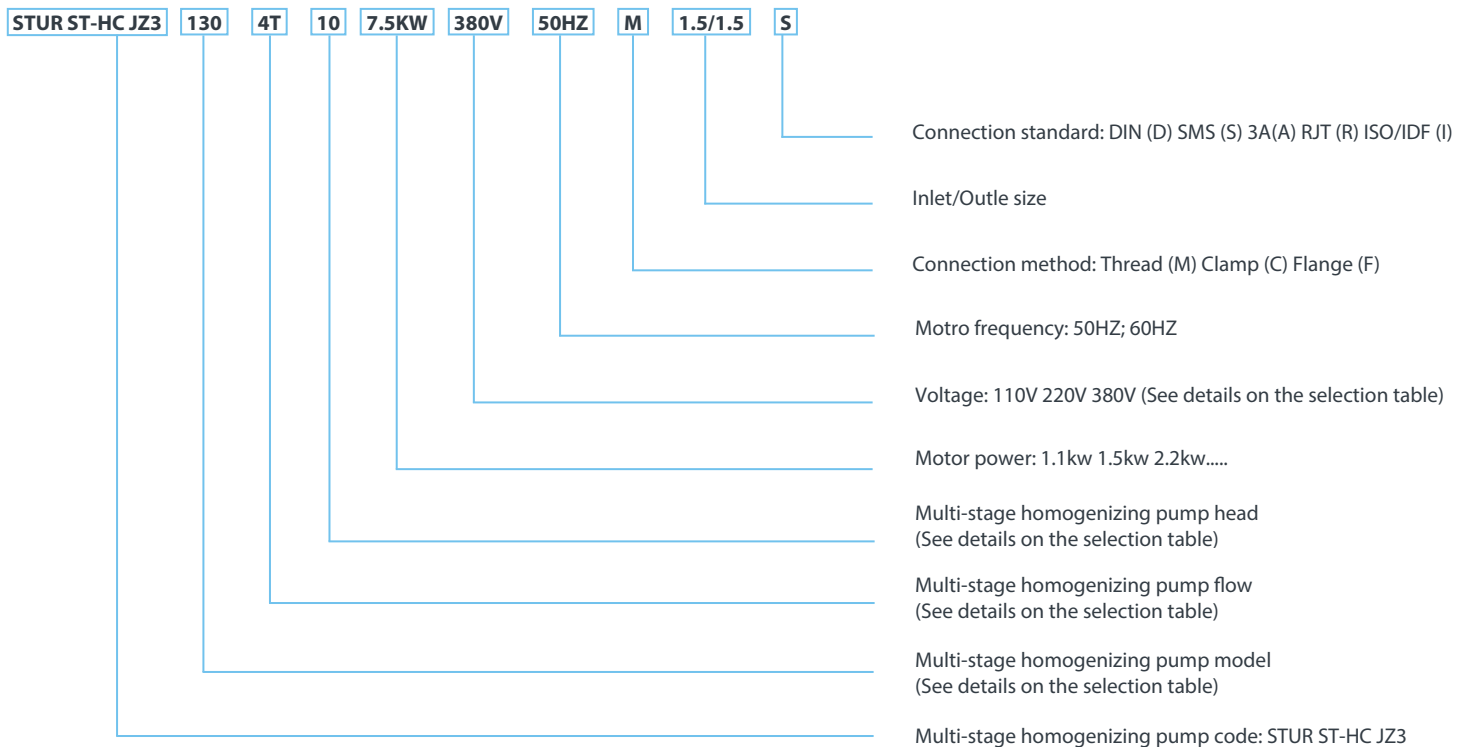 STUR ST-HC JZ3 130 4T 10 7.5KW 380V 50HZ M 1.5/1.5 S
Connection standard: DIN (D) SMS (S) 3A(A) RJT (R) ISO/IDF (I)
Inlet/Outle size
Connection method: Thread (M) Clamp (C) Flange (F)
Motro frequency: 50HZ; 60HZ
Voltage: 110V 220V 380V (See details on the selection table)
Motor power: 1.1kw 1.5kw 2.2kw.....
Multi-stage homogenizing pump head
(See details on the selection table)
Multi-stage homogenizing pump flow
(See details on the selection table)
Multi-stage homogenizing pump model
(See details on the selection table)
Multi-stage homogenizing pump code: STUR ST-HC JZ3